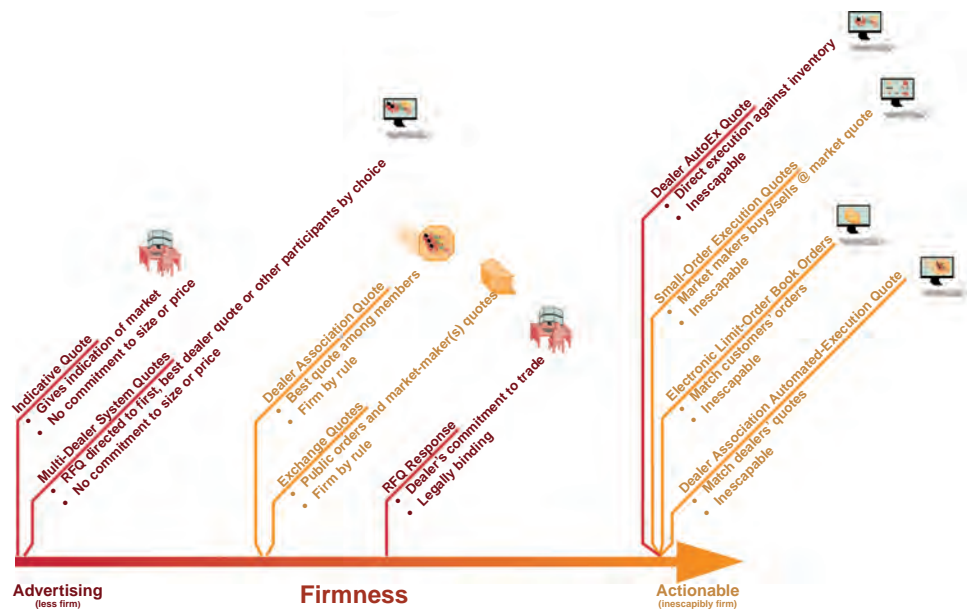 Indicative Quote
• Gives indication of market
• No commitment to size or price
Multi-Dealer System Quotes
• RFQ directed to first, best dealer quote or other participants by choice
• No commitment to size or price
Dealer Association Quote
• Best quote among members
• Firm by rule
Exchange Quotes
• Public orders and market-maker(s) quotes
• Firm by rule
RFQ Response
• Dealer's commitment to trade
• Legally binding
Dealer AutoEx Quote
• Direct execution against inventory
• Inescapable
Small-Order Execution Quotes
• Market makers buys/sells @ market quote
• Inescapable
Electronic Limit-Order Book Orders
• Match customers' orders
• Inescapable
Dealer Association Automated-Execution Quote
• Match dealers' quotes
• Inescapable
Advertising
(less firm)
Firmness
Actionable
(inescapibly firm)